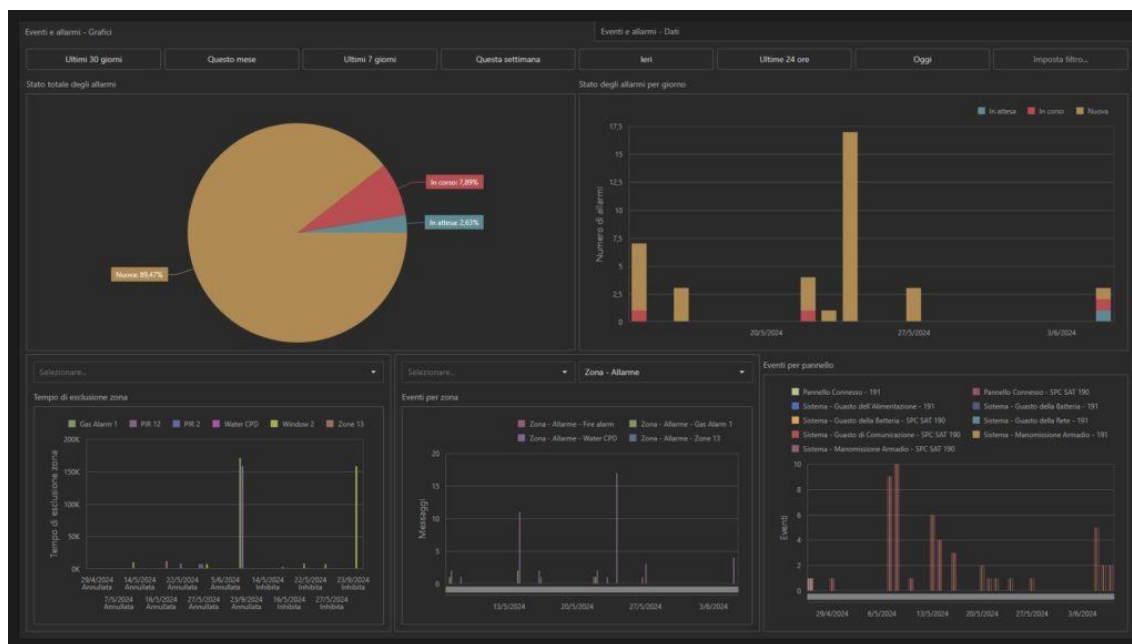 Eventi e allarmi - Grafici
Eventi e allarmi - Dati
Ultimi 30 giorni
Questo mese
Ultimi 7 giorni
Questa settimana
Ieri
Ultime 24 ore
Oggi
Imposta filtro...
Stato totale degli allarmi
In corso: 7,89%
In attesa: 2,63%
Nuova: 89,47%
Stato degli allarmi per giorno
In attesa
In corso
Nuova
Numero di allarmi
17,5
15
12,5
10
7,5
5
2,5
0
20/5/2024
27/5/2024
3/6/2024
Selezionare...
Tempo di esclusione zona
Gas Alarm 1
PIR 12
PIR 2
Water CPD
Window 2
Zone 13
Tempo di esclusione zona
200K
150K
100K
50K
0K
29/4/2024 14/5/2024 22/5/2024 5/6/2024 14/5/2024 22/5/2024 23/9/2024
Annullata Annullata Annullata Annullata Inhibita Inhibita Inhibita
7/5/2024 16/5/2024 27/5/2024 23/9/2024 16/5/2024 27/5/2024
Annullata Annullata Annullata Annullata Inhibita Inhibita
Selezionare...
Zona - Allarme
Eventi per zona
Zona - Allarme - Fire alarm
Zona - Allarme - Gas Alarm 1
Zona - Allarme - Water CPD
Zona - Allarme - Zone 13
Messaggi
20
15
10
5
0
13/5/2024
20/5/2024
27/5/2024
3/6/2024
Eventi per pannello
Pannello Connesso - 191
Pannello Connesso - SPC SAT 190
Sistema - Guasto dell'Alimentazione - 191
Sistema - Guasto della Batteria - 191
Sistema - Guasto della Batteria - SPC SAT 190
Sistema - Guasto della Rete - 191
Sistema - Guasto di Comunicazione - SPC SAT 190
Sistema - Manomissione Armadio - 191
Sistema - Manomissione Armadio - SPC SAT 190
Eventi
10
8
6
4
2
0
29/4/2024
6/5/2024
13/5/2024
20/5/2024
27/5/2024
3/6/2024